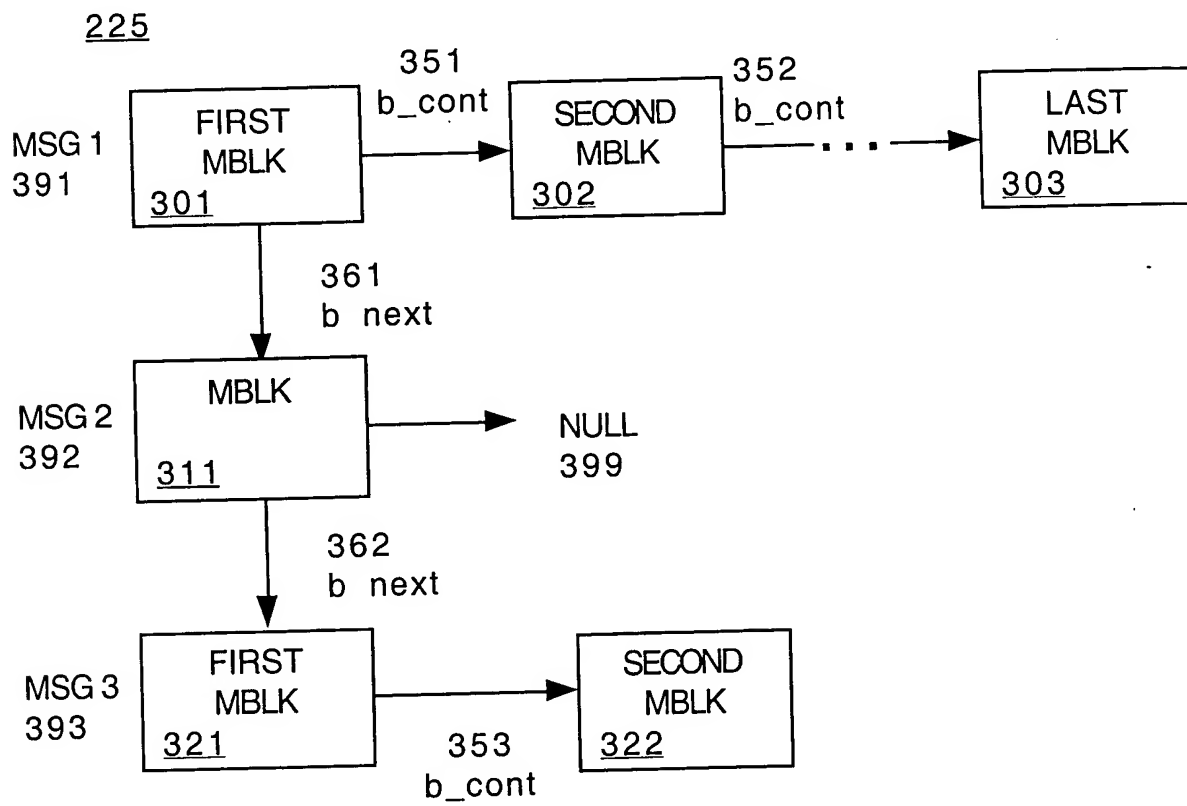 225
351
b_cont
352
b_cont
MSG 1
391
FIRST
MBLK
301
SECOND
MBLK
302
...
LAST
MBLK
303
361
b next
MSG 2
392
MBLK
311
NULL
399
362
b next
MSG 3
393
FIRST
MBLK
321
353
b_cont
SECOND
MBLK
322